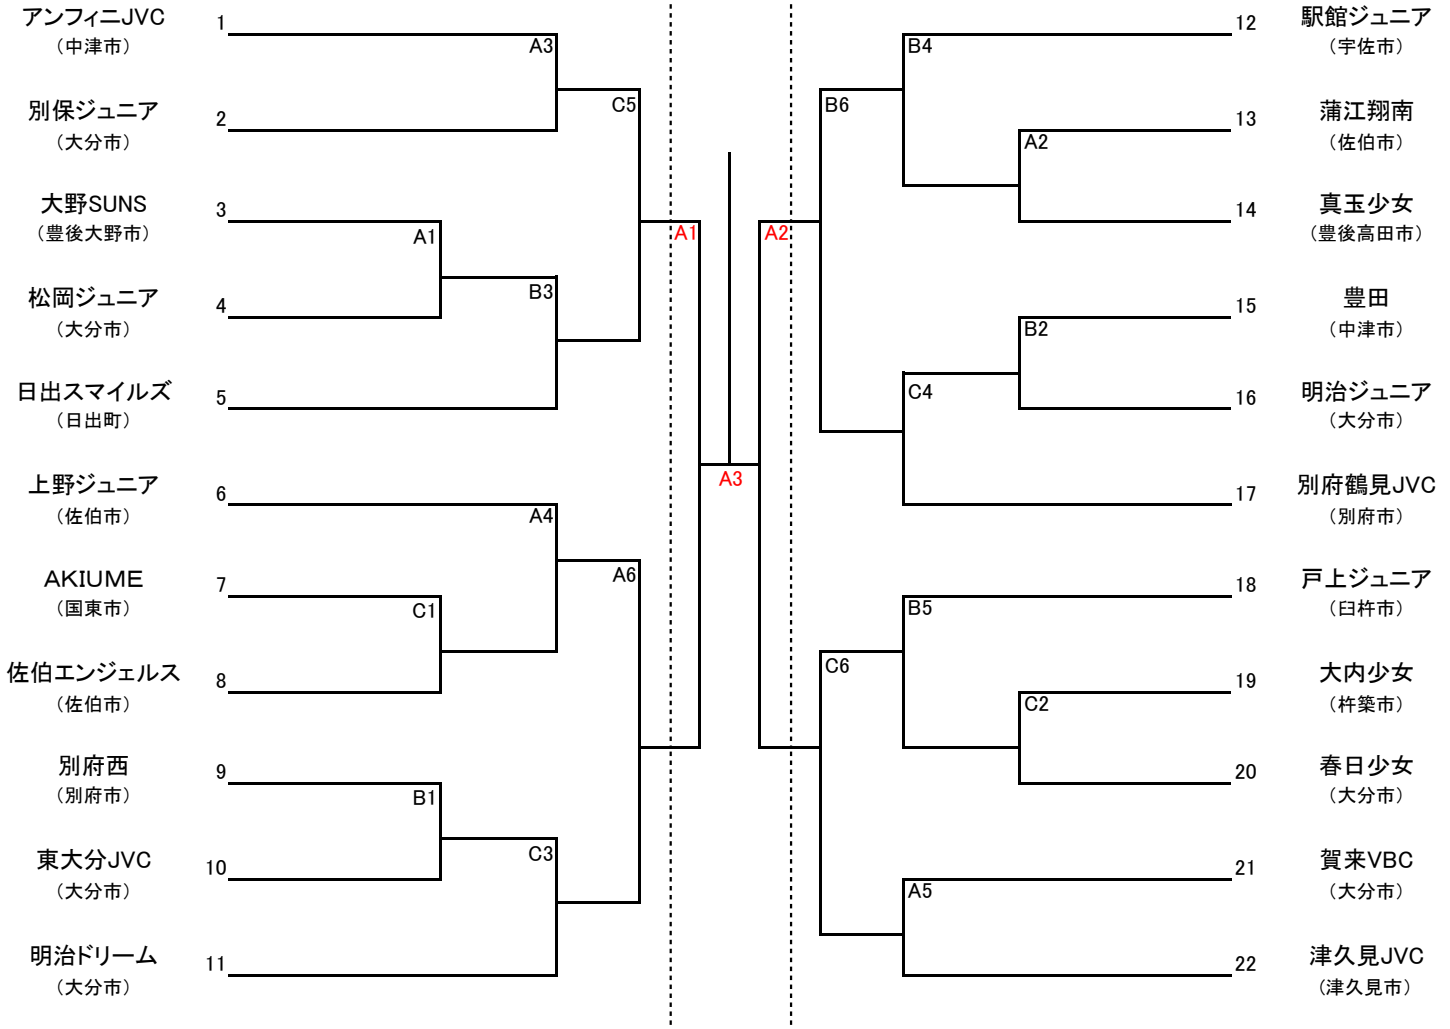 アンフィニJVC
（中津市）
1
別保ジュニア
（大分市）
2
大野SUNS
（豊後大野市）
3
松岡ジュニア
（大分市）
4
日出スマイルズ
（日出町）
5
上野ジュニア
（佐伯市）
6
AKIUME
（国東市）
7
佐伯エンジェルス
（佐伯市）
8
別府西
（別府市）
9
東大分JVC
（大分市）
10
明治ドリーム
（大分市）
11
A3
C5
A1
B3
A4
A6
C1
B1
C3
A1
A2
A3
B4
B6
A2
B2
C4
B5
C6
C2
A5
12
駅館ジュニア
（宇佐市）
13
蒲江翔南
（佐伯市）
14
真玉少女
（豊後高田市）
15
豊田
（中津市）
16
明治ジュニア
（大分市）
17
別府鶴見JVC
（別府市）
18
戸上ジュニア
（臼杵市）
19
大内少女
（杵築市）
20
春日少女
（大分市）
21
賀来VBC
（大分市）
22
津久見JVC
（津久見市）